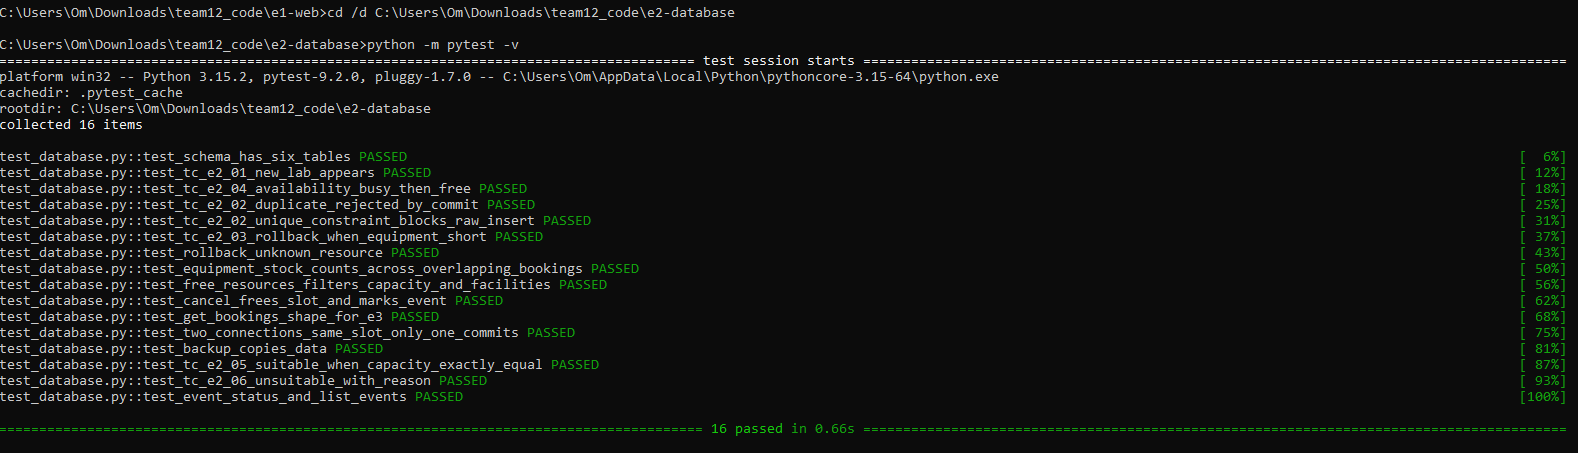 C:\Users\Om\Downloads\team12_code\e1-web>cd /d C:\Users\Om\Downloads\team12_code\e2-database
C:\Users\Om\Downloads\team12_code\e2-database>python -m pytest -v
======================================================================================= test session starts =========================================================================================
platform win32 -- Python 3.15.2, pytest-9.2.0, pluggy-1.7.0 -- C:\Users\Om\AppData\Local\Python\pythoncore-3.15-64\python.exe
cachedir: .pytest_cache
rootdir: C:\Users\Om\Downloads\team12_code\e2-database
collected 16 items
test_database.py::test_schema_has_six_tables PASSED [  6%]
test_database.py::test_tc_e2_01_new_lab_appears PASSED [ 12%]
test_database.py::test_tc_e2_04_availability_busy_then_free PASSED [ 18%]
test_database.py::test_tc_e2_02_duplicate_rejected_by_commit PASSED [ 25%]
test_database.py::test_tc_e2_02_unique_constraint_blocks_raw_insert PASSED [ 31%]
test_database.py::test_tc_e2_03_rollback_when_equipment_short PASSED [ 37%]
test_database.py::test_rollback_unknown_resource PASSED [ 43%]
test_database.py::test_equipment_stock_counts_across_overlapping_bookings PASSED [ 50%]
test_database.py::test_free_resources_filters_capacity_and_facilities PASSED [ 56%]
test_database.py::test_cancel_frees_slot_and_marks_event PASSED [ 62%]
test_database.py::test_get_bookings_shape_for_e3 PASSED [ 68%]
test_database.py::test_two_connections_same_slot_only_one_commits PASSED [ 75%]
test_database.py::test_backup_copies_data PASSED [ 81%]
test_database.py::test_tc_e2_05_suitable_when_capacity_exactly_equal PASSED [ 87%]
test_database.py::test_tc_e2_06_unsuitable_with_reason PASSED [ 93%]
test_database.py::test_event_status_and_list_events PASSED [100%]
======================================================================================== 16 passed in 0.66s ========================================================================================